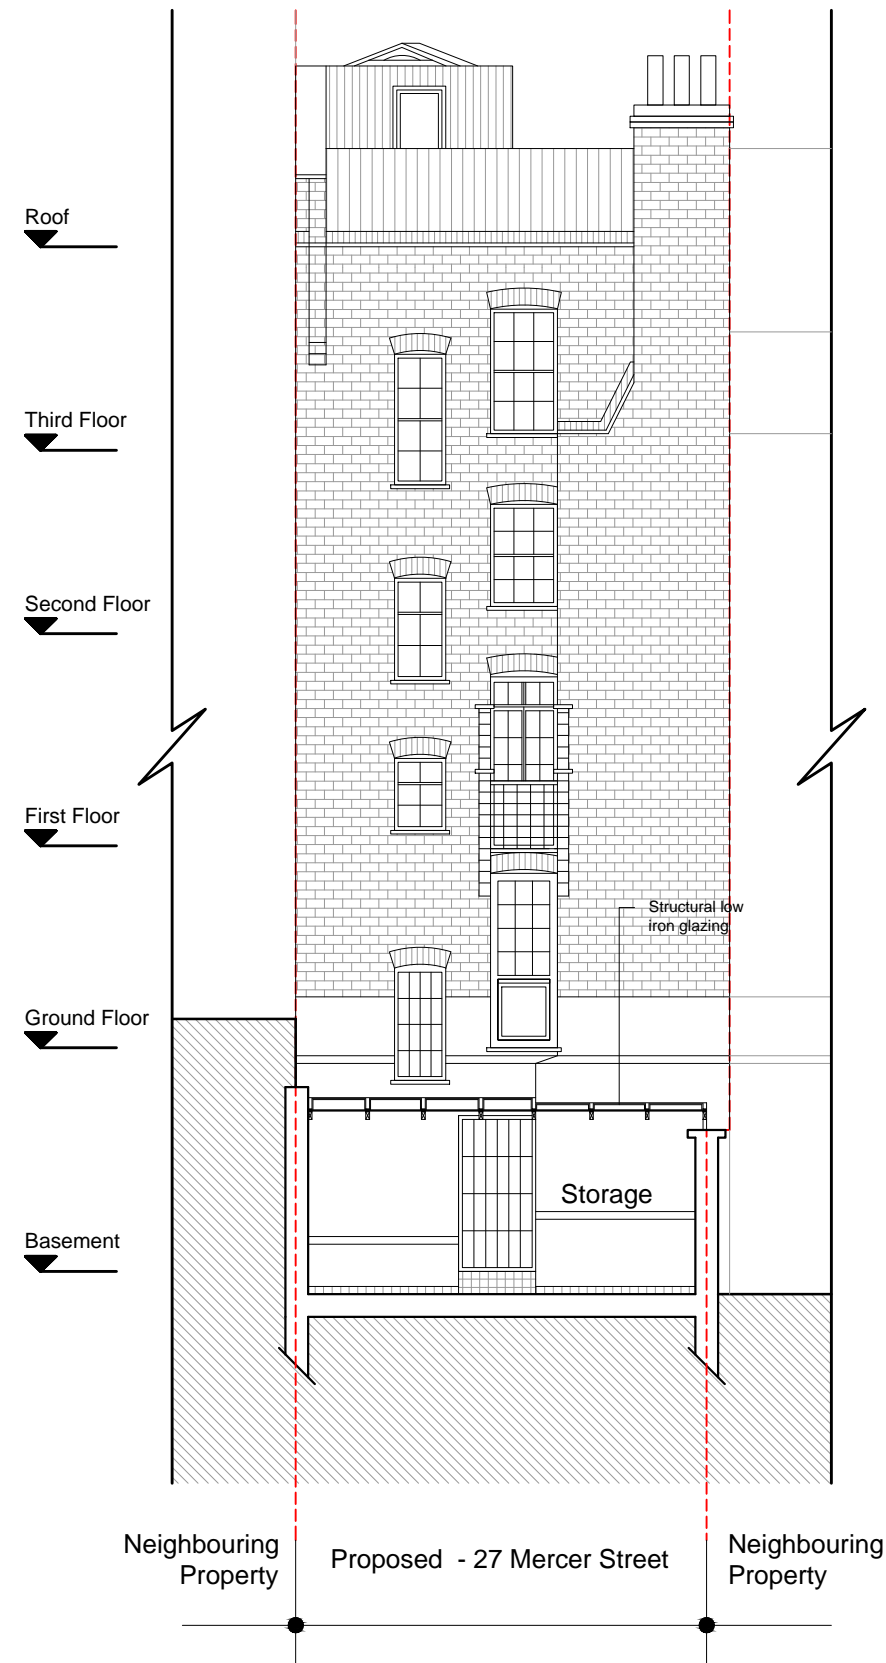 Roof
Third Floor
Second Floor
First Floor
Structural low
iron glazing
Ground Floor
Storage
Basement
Neighbouring
Property
Proposed - 27 Mercer Street
Neighbouring
Property